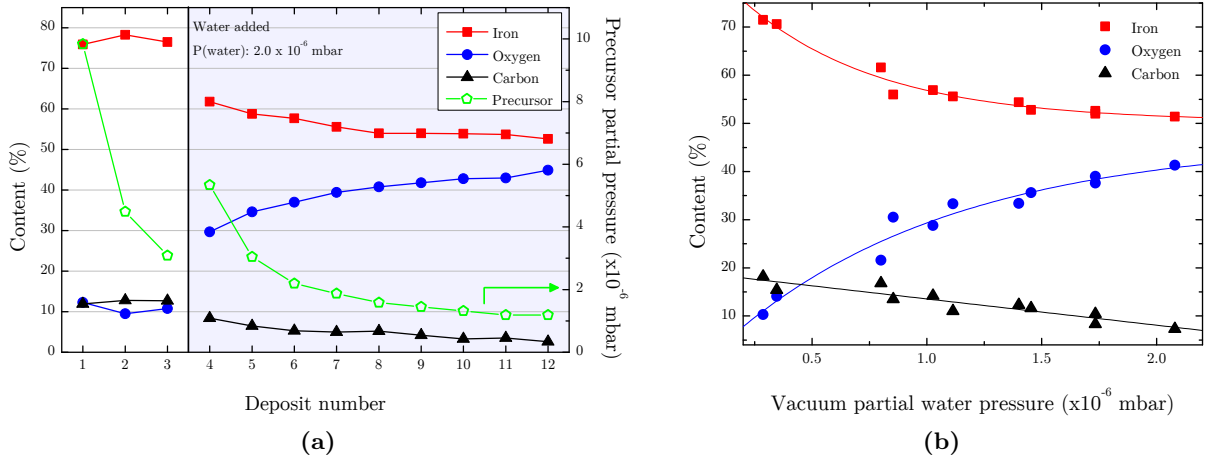 Water added
P(water): 2.0 x 10⁻⁶ mbar
Iron
Oxygen
Carbon
Precursor
Content (%)
80
70
60
50
40
30
20
10
0
1 2 3 4 5 6 7 8 9 10 11 12
Deposit number
10
8
6
4
2
0
Precursor partial pressure (x10⁻⁶ mbar)
(a)
Iron
Oxygen
Carbon
Content (%)
70
60
50
40
30
20
10
0.5 1.0 1.5 2.0
Vacuum partial water pressure (x10⁻⁶ mbar)
(b)